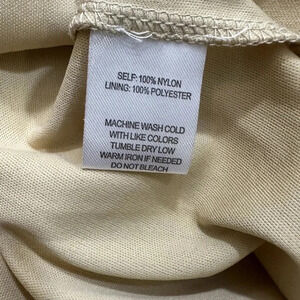 SELF: 100% NYLON
LINING: 100% POLYESTER
MACHINE WASH COLD
WITH LIKE COLORS
TUMBLE DRY LOW
WARM IRON IF NEEDED
DO NOT BLEACH